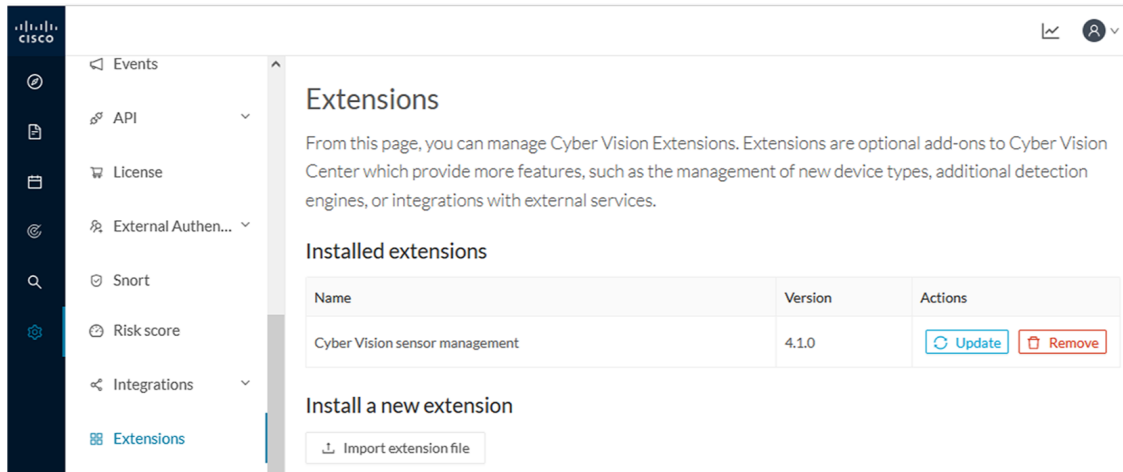 CISCO
Events
API
License
External Authen...
Snort
Risk score
Integrations
Extensions
Extensions
From this page, you can manage Cyber Vision Extensions. Extensions are optional add-ons to Cyber Vision
Center which provide more features, such as the management of new device types, additional detection
engines, or integrations with external services.
Installed extensions
Name Version Actions
Cyber Vision sensor management 4.1.0 Update Remove
Install a new extension
Import extension file